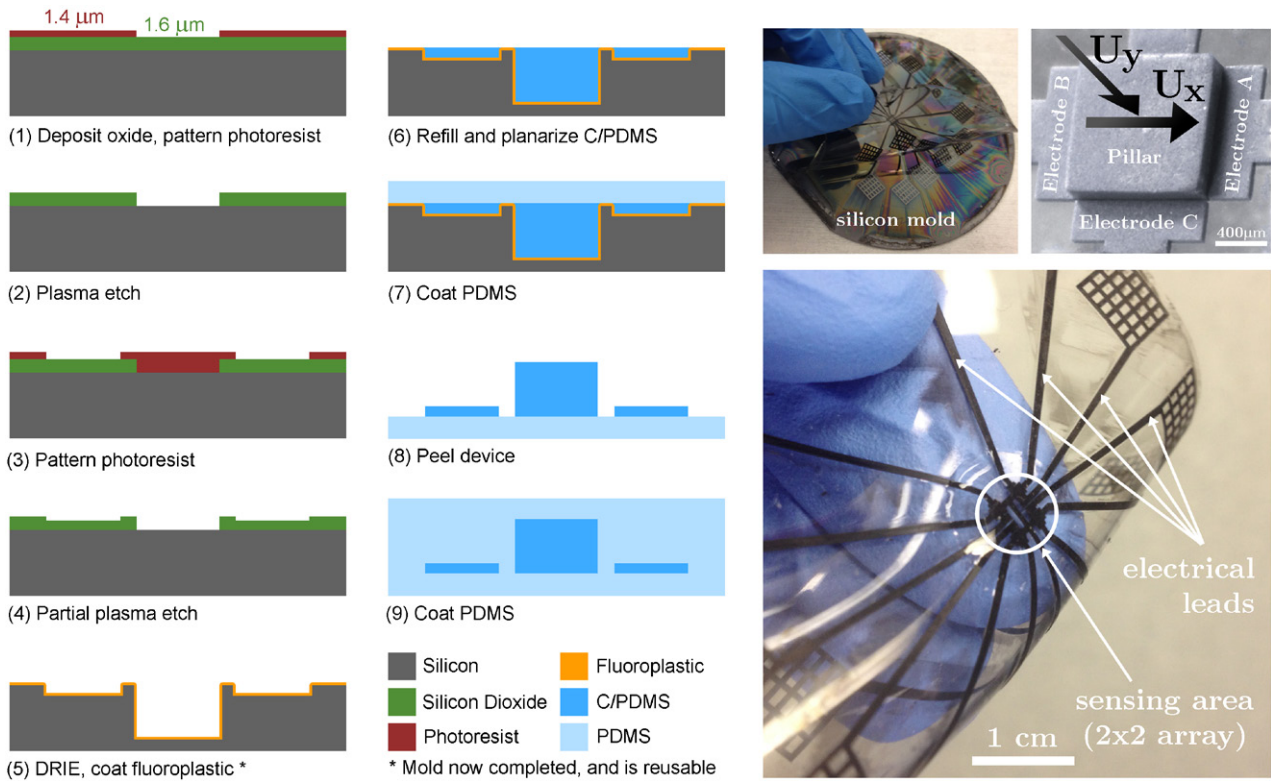 1.4 μm
1.6 μm
(1) Deposit oxide, pattern photoresist
(2) Plasma etch
(3) Pattern photoresist
(4) Partial plasma etch
(5) DRIE, coat fluoroplastic *
(6) Refill and planarize C/PDMS
(7) Coat PDMS
(8) Peel device
(9) Coat PDMS
Silicon
Silicon Dioxide
Photoresist
Fluoroplastic
C/PDMS
PDMS
* Mold now completed, and is reusable
silicon mold
Uy
Ux
Electrode B
Pillar
Electrode A
Electrode C
400μm
electrical
leads
sensing area
(2x2 array)
1 cm